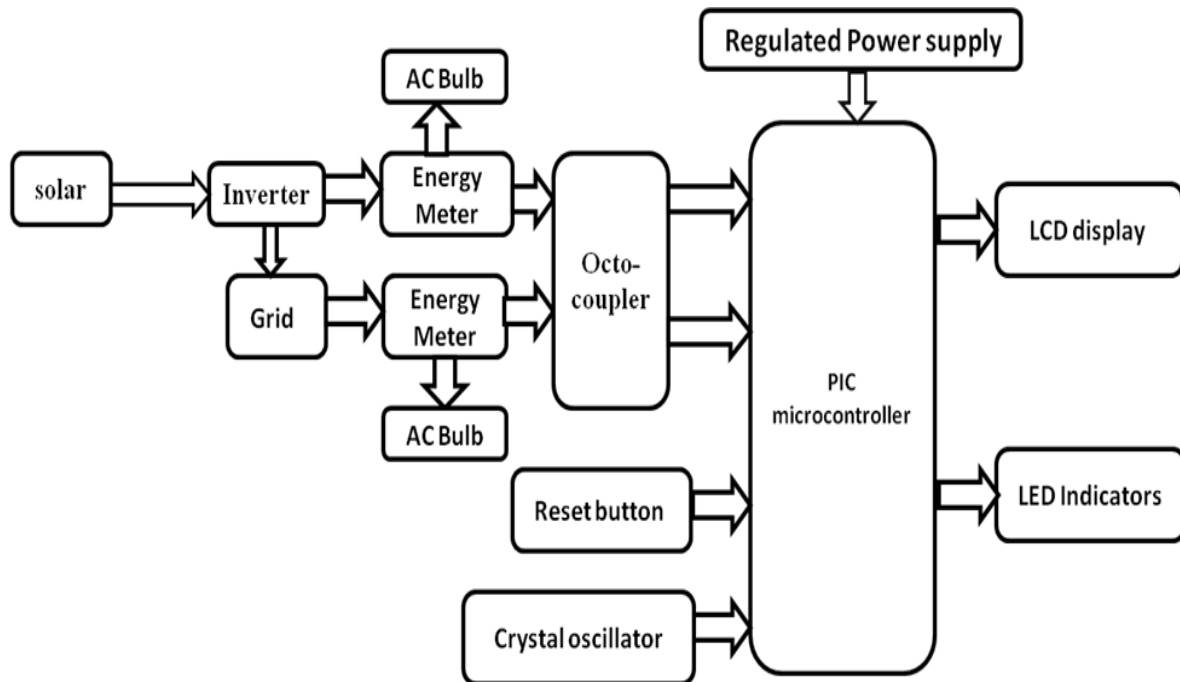 Regulated Power supply
AC Bulb
solar
Inverter
Energy
Meter
Octo-
coupler
Grid
Energy
Meter
AC Bulb
PIC
microcontroller
LCD display
LED Indicators
Reset button
Crystal oscillator